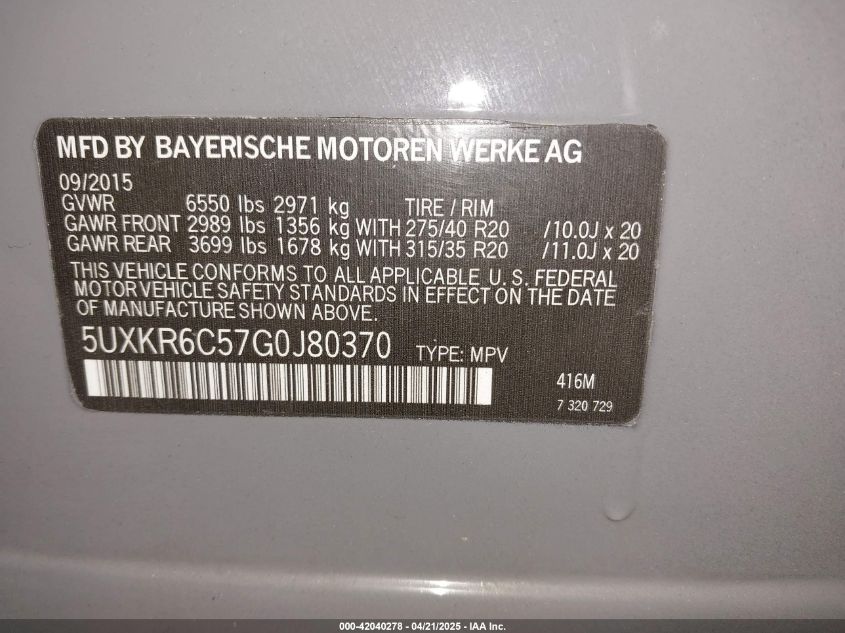 MFD BY BAYERISCHE MOTOREN WERKE AG
09/2015
GVWR 6550 lbs 2971 kg TIRE / RIM
GAWR FRONT 2989 lbs 1356 kg WITH 275/40 R20 /10.0J x 20
GAWR REAR 3699 lbs 1678 kg WITH 315/35 R20 /11.0J x 20
THIS VEHICLE CONFORMS TO ALL APPLICABLE U. S. FEDERAL
MOTOR VEHICLE SAFETY STANDARDS IN EFFECT ON THE DATE
OF MANUFACTURE SHOWN ABOVE.
5UXKR6C57G0J80370 TYPE: MPV
416M
7 320 729
000-42040278 - 04/21/2025 - IAA Inc.